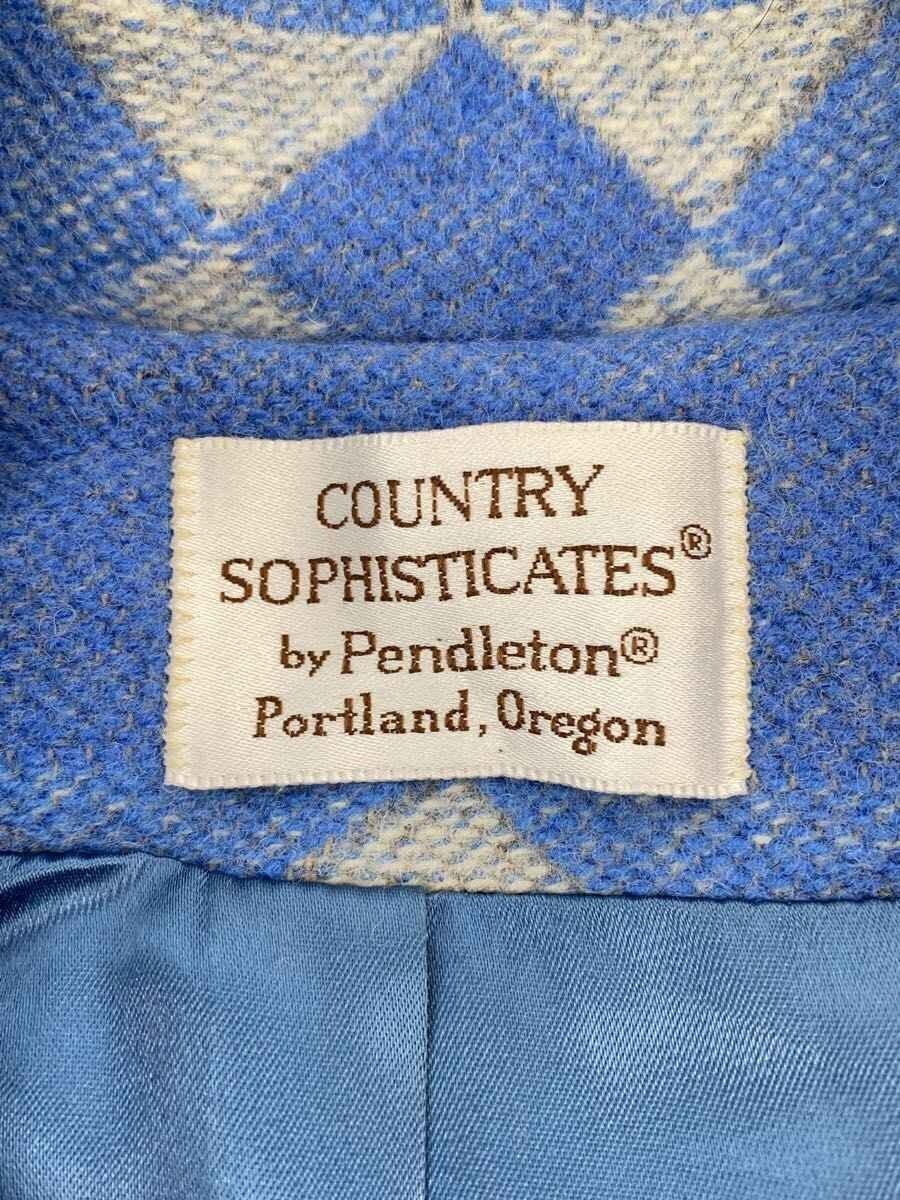 COUNTRY
SOPHISTICATES®
by Pendleton®
Portland, Oregon